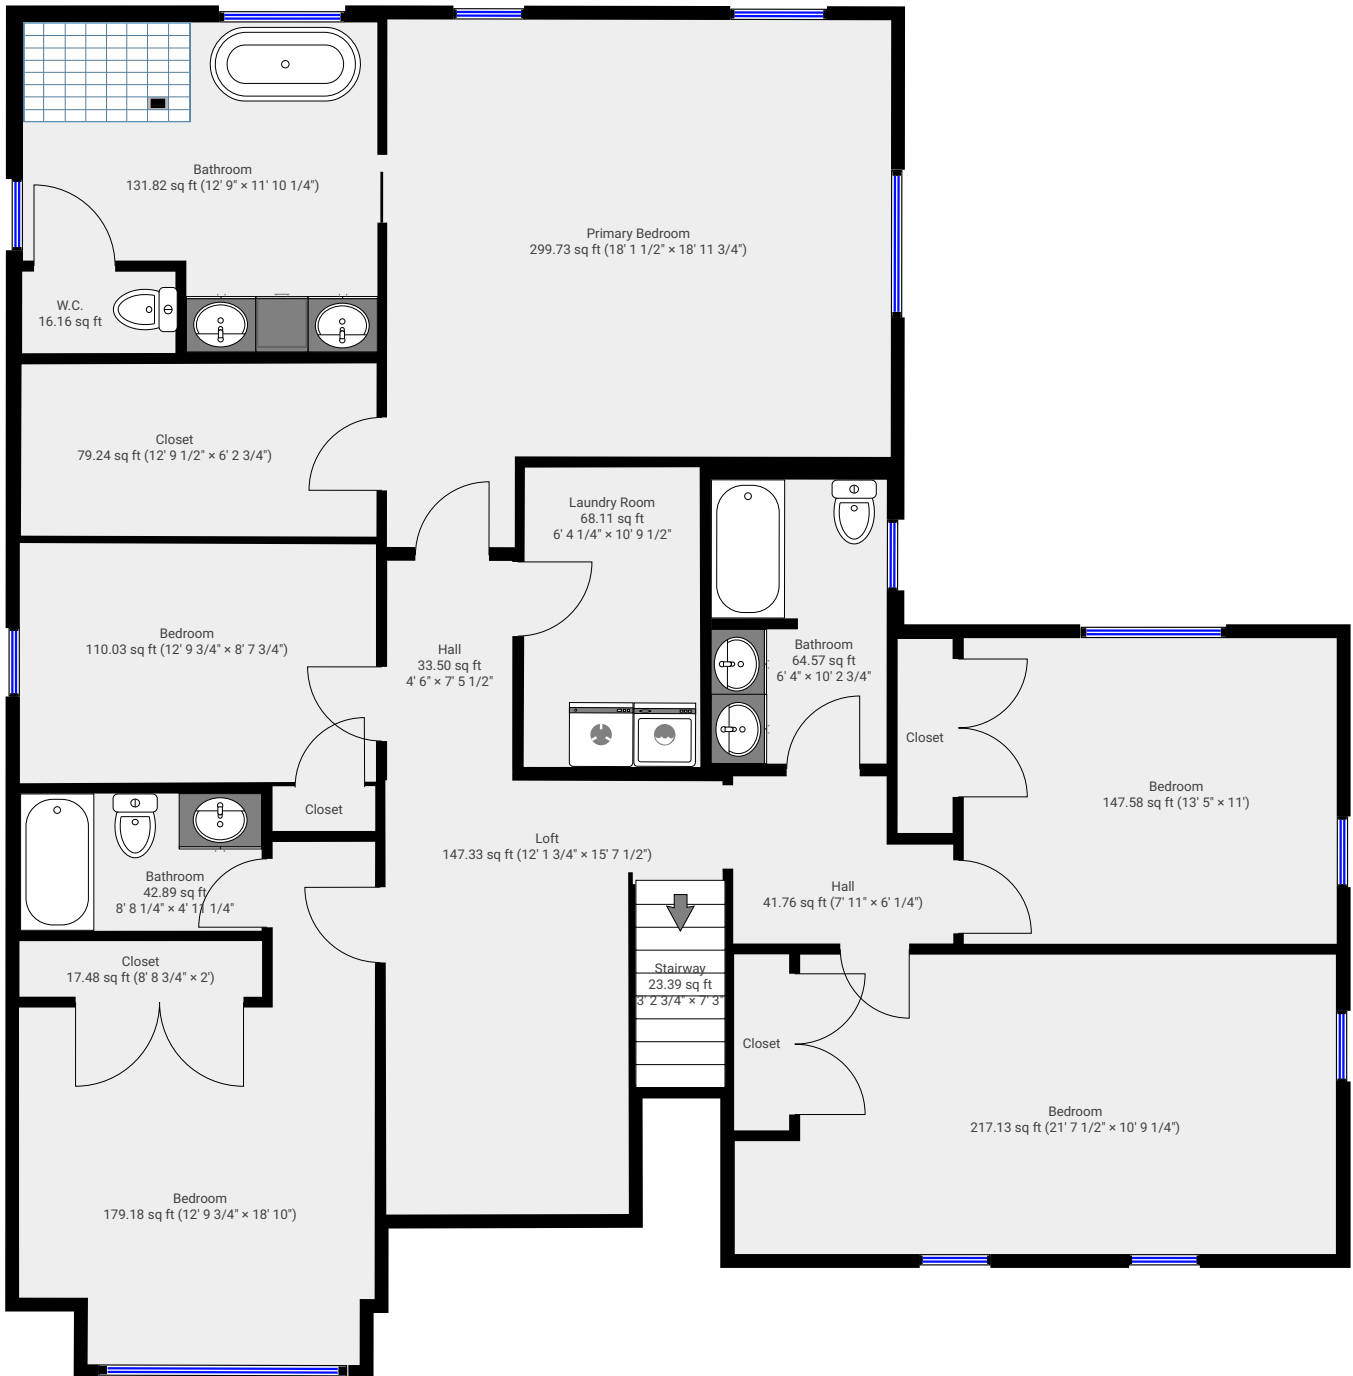 Bathroom
131.82 sq ft (12' 9" × 11' 10 1/4")
Primary Bedroom
299.73 sq ft (18' 1 1/2" × 18' 11 3/4")
W.C.
16.16 sq ft
Closet
79.24 sq ft (12' 9 1/2" × 6' 2 3/4")
Laundry Room
68.11 sq ft
6' 4 1/4" × 10' 9 1/2"
Bedroom
110.03 sq ft (12' 9 3/4" × 8' 7 3/4")
Hall
33.50 sq ft
4' 6" × 7' 5 1/2"
Bathroom
64.57 sq ft
6' 4" × 10' 2 3/4"
Closet
Bedroom
147.58 sq ft (13' 5" × 11')
Closet
Loft
147.33 sq ft (12' 1 3/4" × 15' 7 1/2")
Bathroom
42.89 sq ft
8' 8 1/4" × 4' 11 1/4"
Hall
41.76 sq ft (7' 11" × 6' 1/4")
Closet
17.48 sq ft (8' 8 3/4" × 2')
Stairway
23.39 sq ft
3' 2 3/4" × 7' 3"
Closet
Bedroom
217.13 sq ft (21' 7 1/2" × 10' 9 1/4")
Bedroom
179.18 sq ft (12' 9 3/4" × 18' 10")